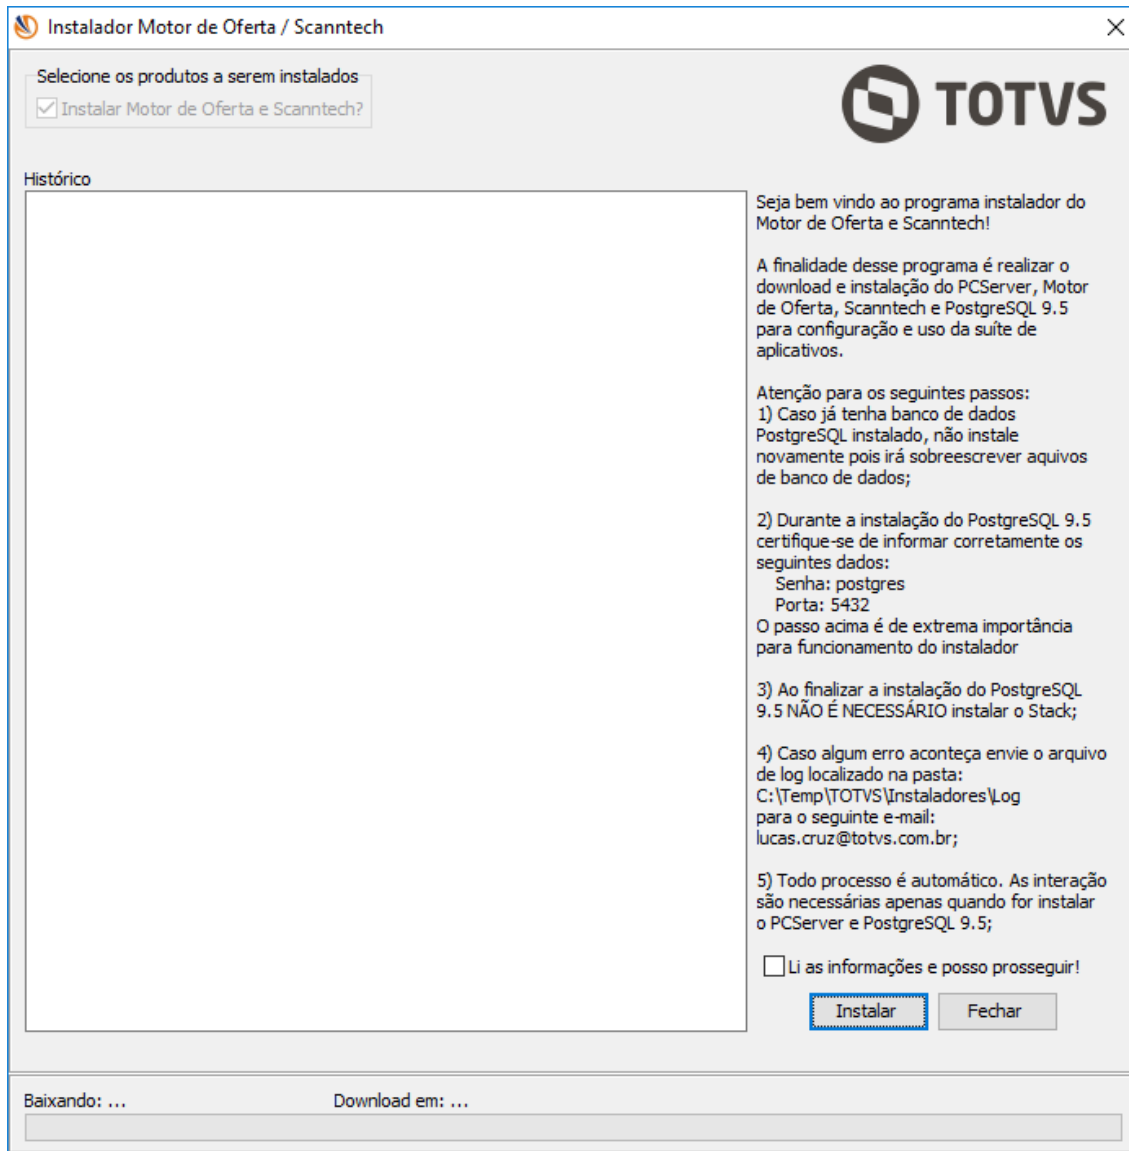 Instalador Motor de Oferta / Scanntech
Selecione os produtos a serem instalados
Instalar Motor de Oferta e Scanntech?
TOTVS
Histórico
Seja bem vindo ao programa instalador do
Motor de Oferta e Scanntech!
A finalidade desse programa é realizar o
download e instalação do PCServer, Motor
de Oferta, Scanntech e PostgreSQL 9.5
para configuração e uso da suíte de
aplicativos.
Atenção para os seguintes passos:
1) Caso já tenha banco de dados
PostgreSQL instalado, não instale
novamente pois irá sobreescrever aquivos
de banco de dados;
2) Durante a instalação do PostgreSQL 9.5
certifique-se de informar corretamente os
seguintes dados:
Senha: postgres
Porta: 5432
O passo acima é de extrema importância
para funcionamento do instalador
3) Ao finalizar a instalação do PostgreSQL
9.5 NÃO É NECESSÁRIO instalar o Stack;
4) Caso algum erro aconteça envie o arquivo
de log localizado na pasta:
C:\Temp\TOTVS\Instaladores\Log
para o seguinte e-mail:
lucas.cruz@totvs.com.br;
5) Todo processo é automático. As interação
são necessárias apenas quando for instalar
o PCServer e PostgreSQL 9.5;
Li as informações e posso prosseguir!
Instalar Fechar
Baixando: ... Download em: ...